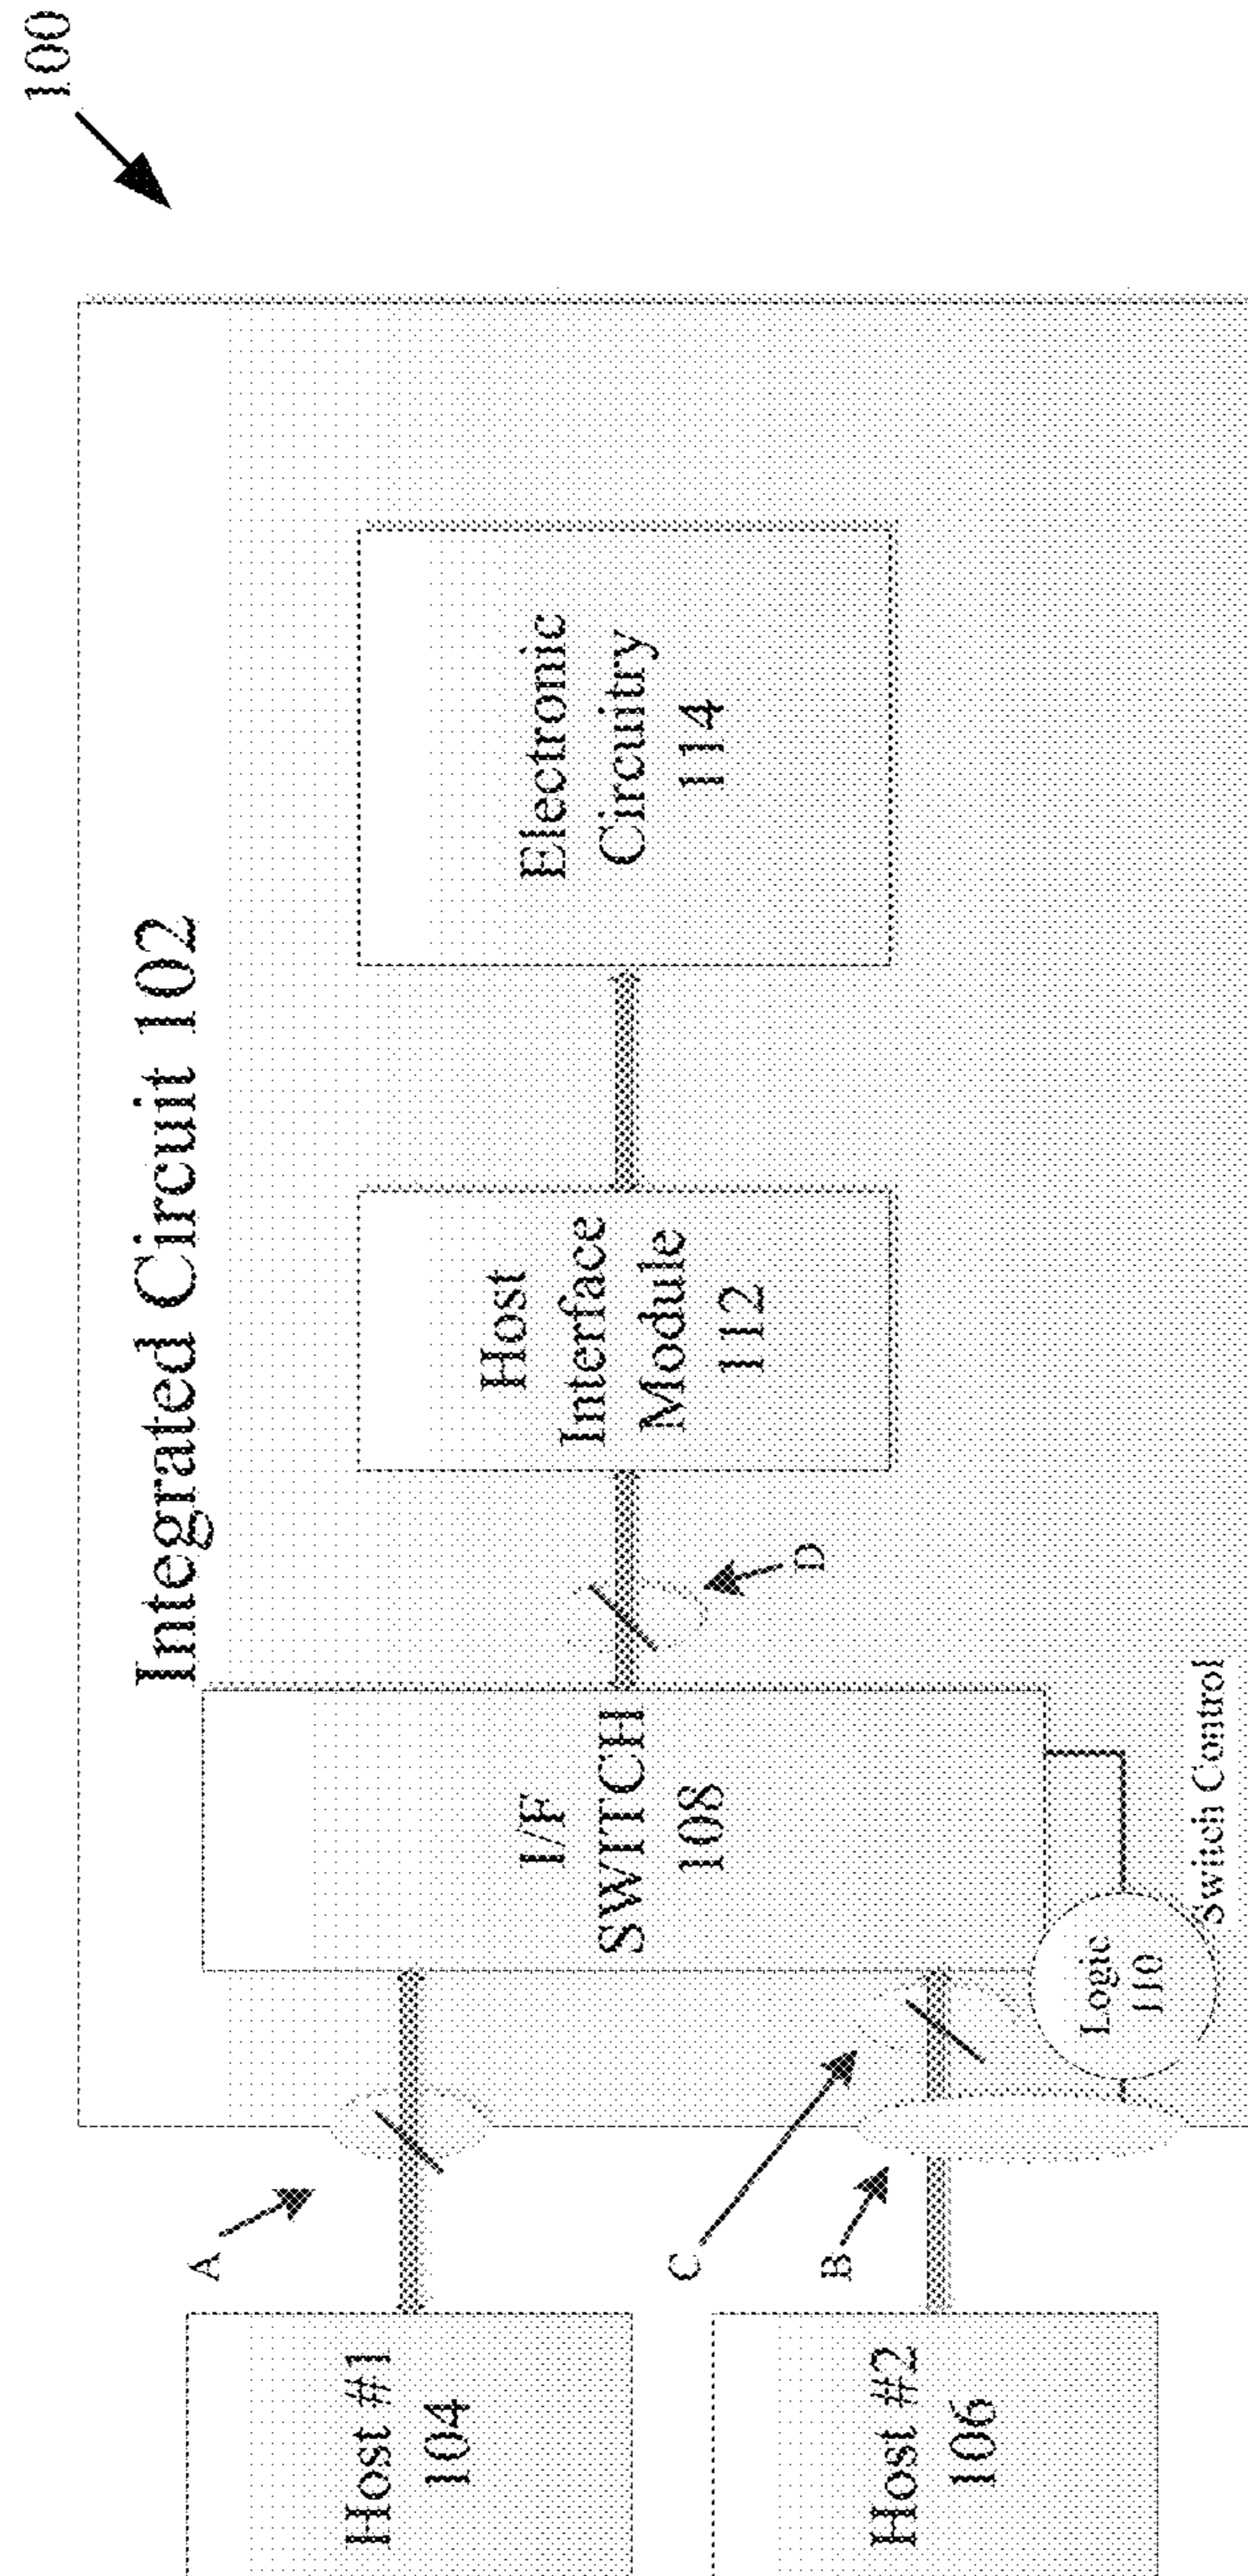 100
Integrated Circuit 102
Host #1
104
A
I/F
SWITCH
108
D
Host
Interface
Module
112
Electronic
Circuitry
114
C
B
Host #2
106
Logic
110
Switch Control